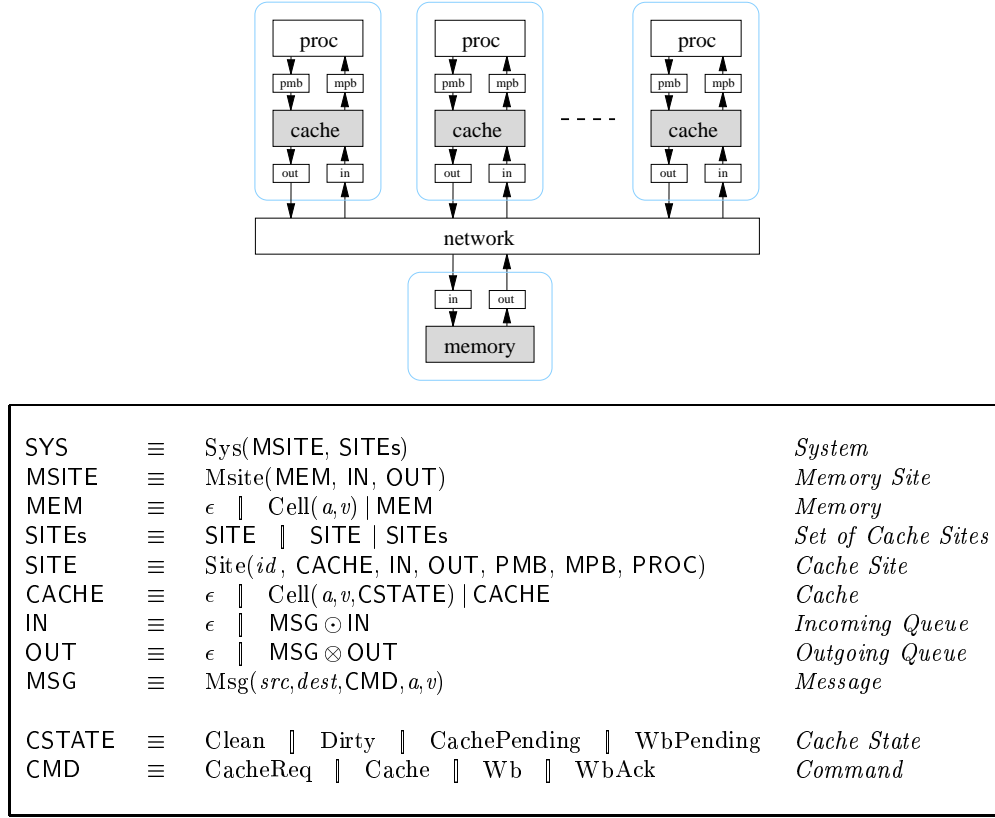 proc proc proc
pmb mpb pmb mpb pmb mpb
cache cache cache
out in out in out in
network
in out
memory
SYS ≡ Sys(MSITE, SITEs) System
MSITE ≡ Msite(MEM, IN, OUT) Memory Site
MEM ≡ ϵ ▯ Cell(a,v) | MEM Memory
SITEs ≡ SITE ▯ SITE | SITEs Set of Cache Sites
SITE ≡ Site(id, CACHE, IN, OUT, PMB, MPB, PROC) Cache Site
CACHE ≡ ϵ ▯ Cell(a,v,CSTATE) | CACHE Cache
IN ≡ ϵ ▯ MSG⊙IN Incoming Queue
OUT ≡ ϵ ▯ MSG⊗OUT Outgoing Queue
MSG ≡ Msg(src,dest,CMD,a,v) Message
CSTATE ≡ Clean ▯ Dirty ▯ CachePending ▯ WbPending Cache State
CMD ≡ CacheReq ▯ Cache ▯ Wb ▯ WbAck Command